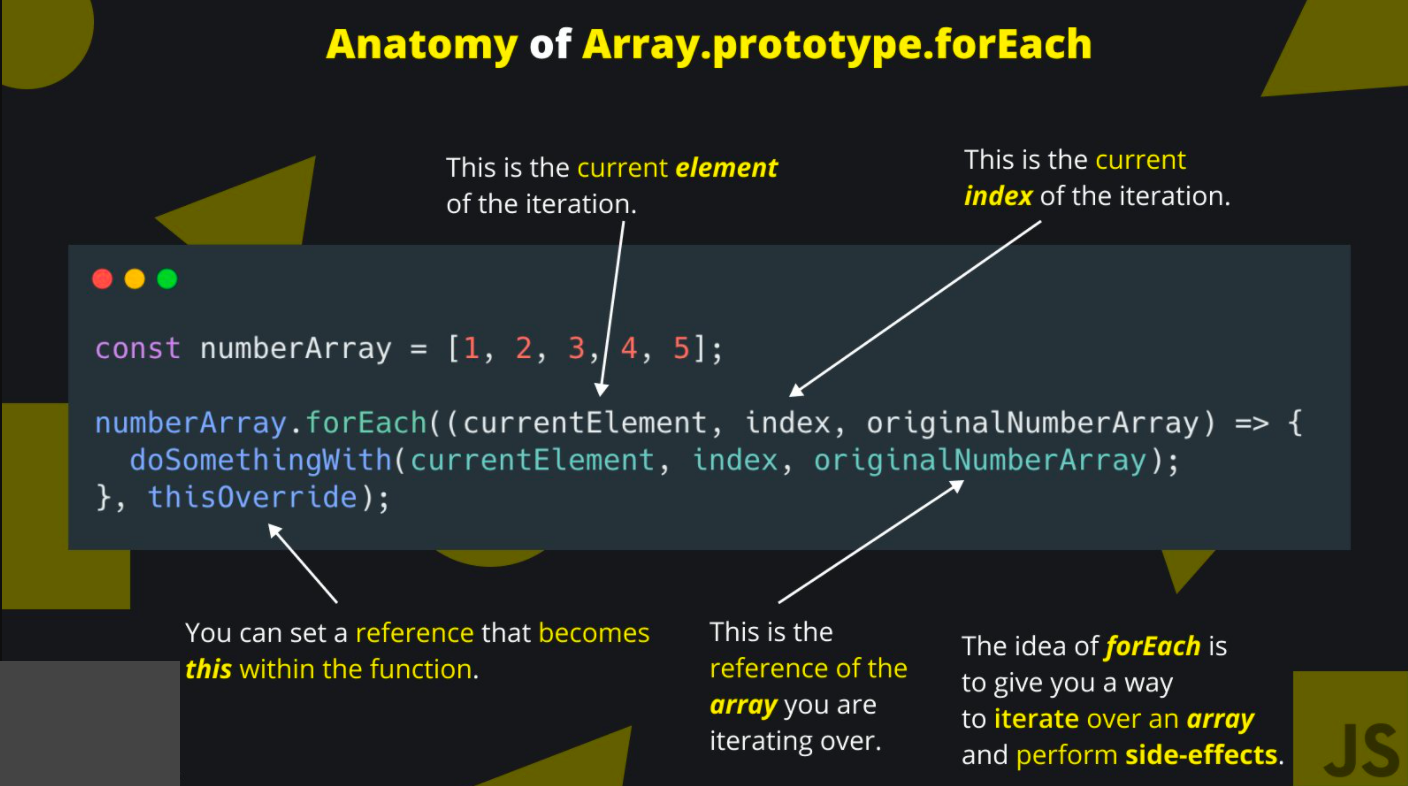 Anatomy of Array.prototype.forEach
This is the current element
of the iteration.
This is the current
index of the iteration.
const numberArray = [1, 2, 3, 4, 5];
numberArray.forEach((currentElement, index, originalNumberArray) => {
doSomethingWith(currentElement, index, originalNumberArray);
}, thisOverride);
You can set a reference that becomes
this within the function.
This is the
reference of the
array you are
iterating over.
The idea of forEach is
to give you a way
to iterate over an array
and perform side-effects.
JS